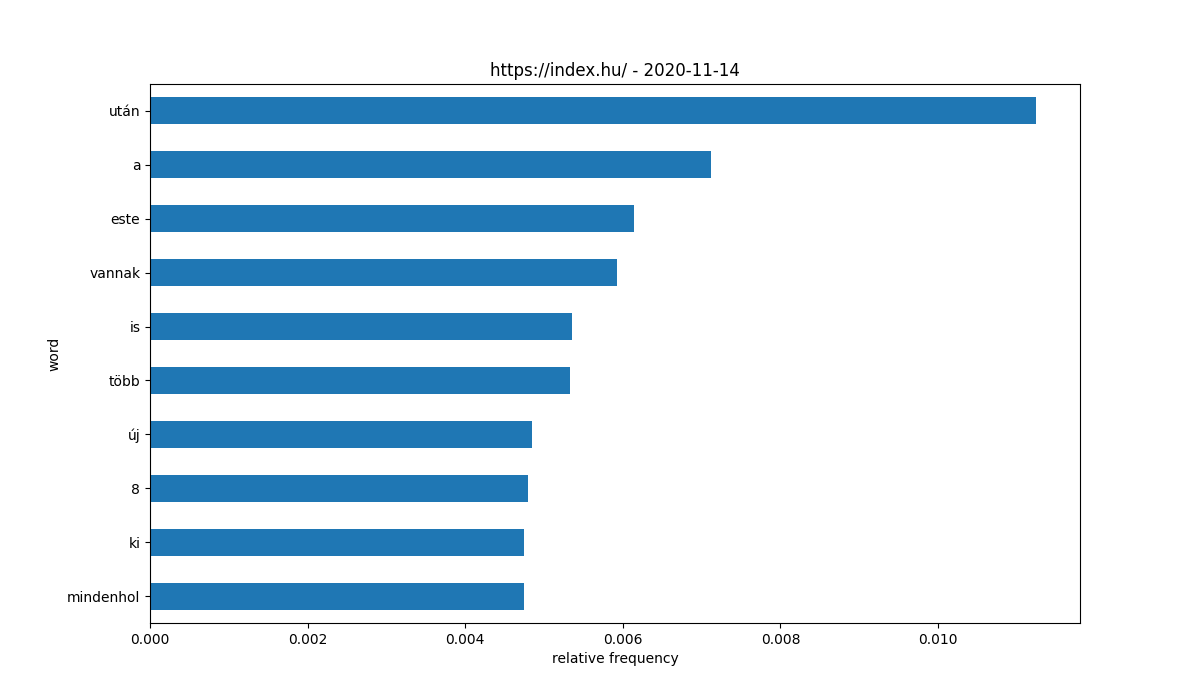 https://index.hu/ - 2020-11-14
után
a
este
vannak
is
több
új
8
ki
mindenhol
word
0.000 0.002 0.004 0.006 0.008 0.010
relative frequency